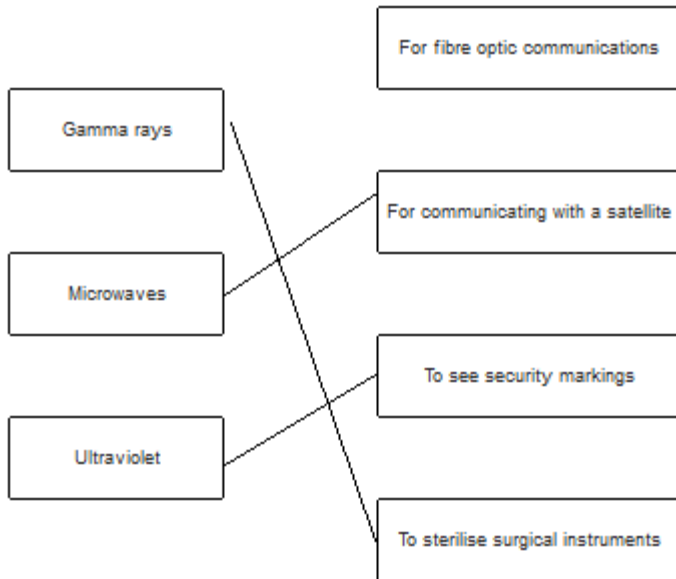 For fibre optic communications
Gamma rays
For communicating with a satellite
Microwaves
To see security markings
Ultraviolet
To sterilise surgical instruments